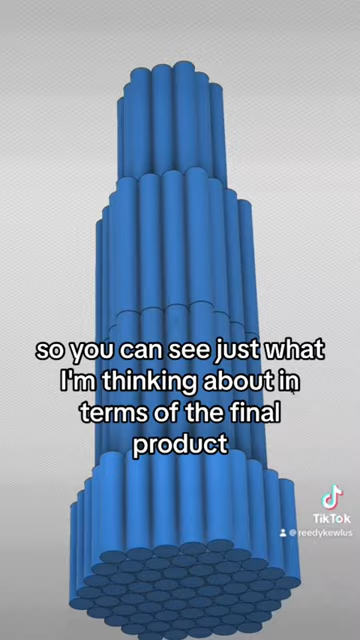 so you can see just what
I'm thinking about in
terms of the final
product
TikTok
@reedykewlus